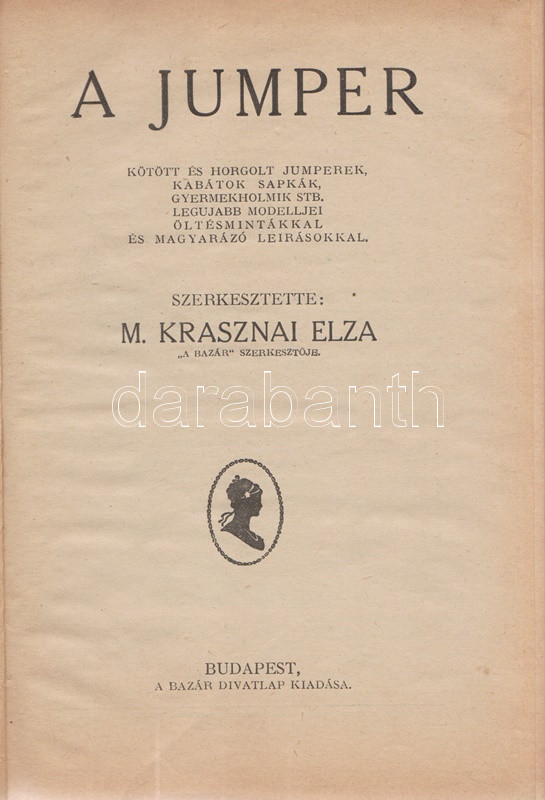 A JUMPER
KÖTÖTT ÉS HORGOLT JUMPEREK,
KABÁTOK SAPKÁK,
GYERMEKHOLMIK STB.
LEGUJABB MODELLJEI
ÖLTÉSMINTÁKKAL
ÉS MAGYARÁZÓ LEIRÁSOKKAL.
SZERKESZTETTE:
M. KRASZNAI ELZA
„A BAZÁR" SZERKESZTŐJE.
darabanth
BUDAPEST,
A BAZÁR DIVATLAP KIADÁSA.